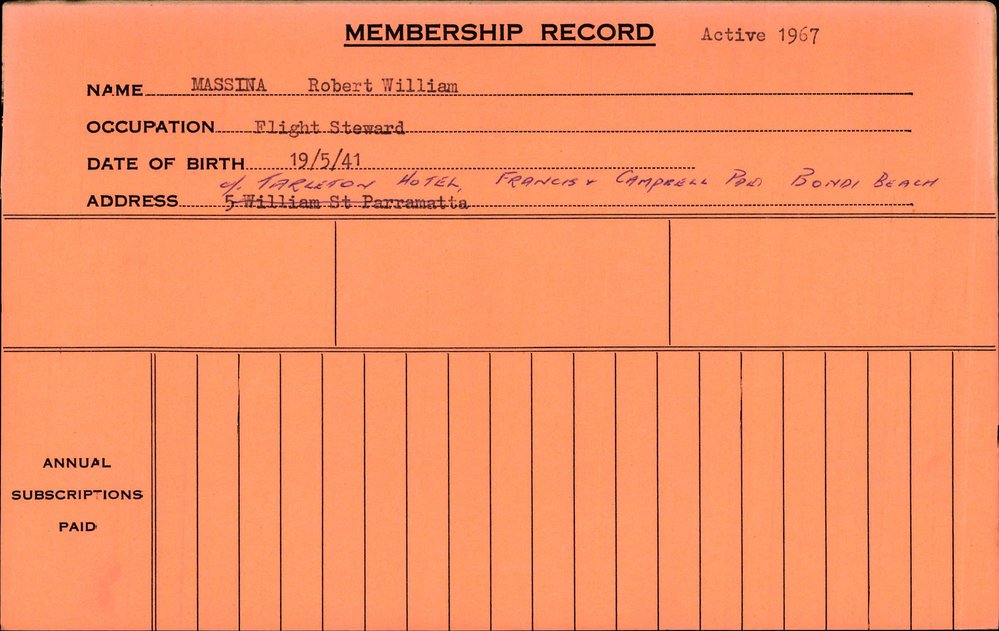 MEMBERSHIP RECORD Active 1967
NAME MASSINA Robert William
OCCUPATION Flight Steward
DATE OF BIRTH 19/5/41
c/. TARLETON HOTEL, FRANCIS & CAMPBELL PDE BONDI BEACH
ADDRESS 5 William St Parramatta
ANNUAL
SUBSCRIPTIONS
PAID